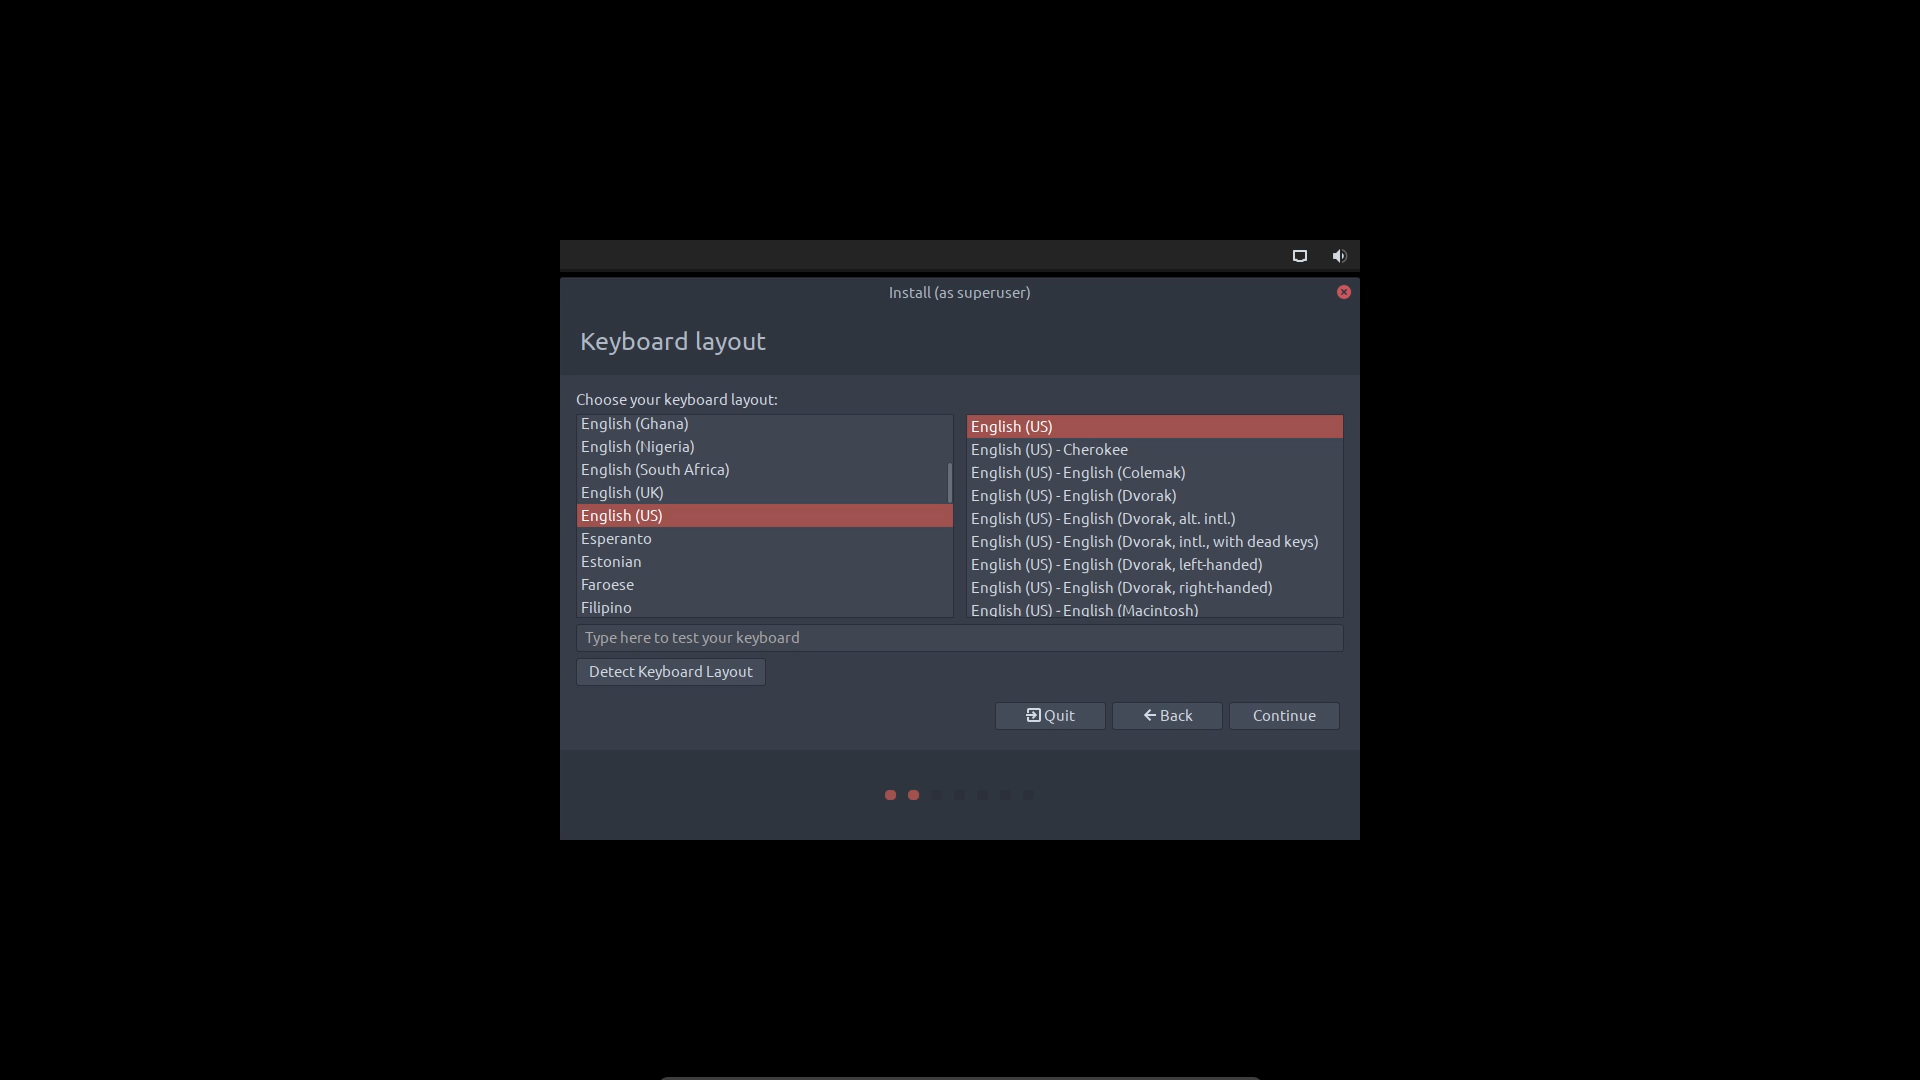 Install (as superuser)
Keyboard layout
Choose your keyboard layout:
English (Ghana)
English (Nigeria)
English (South Africa)
English (UK)
English (US)
Esperanto
Estonian
Faroese
Filipino
English (US)
English (US) - Cherokee
English (US) - English (Colemak)
English (US) - English (Dvorak)
English (US) - English (Dvorak, alt. intl.)
English (US) - English (Dvorak, intl., with dead keys)
English (US) - English (Dvorak, left-handed)
English (US) - English (Dvorak, right-handed)
English (US) - English (Macintosh)
Type here to test your keyboard
Detect Keyboard Layout
Quit
Back
Continue